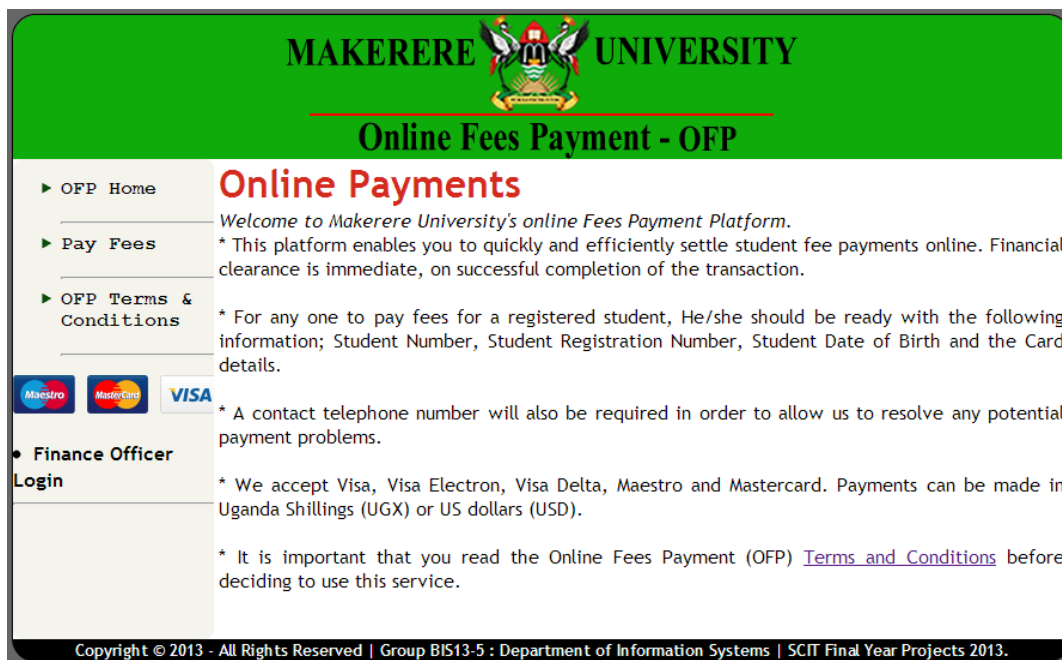 MAKERERE UNIVERSITY
Online Fees Payment - OFP
OFP Home
Pay Fees
OFP Terms &
Conditions
Maestro MasterCard VISA
• Finance Officer
Login
Online Payments
Welcome to Makerere University's online Fees Payment Platform.
* This platform enables you to quickly and efficiently settle student fee payments online. Financial
clearance is immediate, on successful completion of the transaction.
* For any one to pay fees for a registered student, He/she should be ready with the following
information; Student Number, Student Registration Number, Student Date of Birth and the Card
details.
* A contact telephone number will also be required in order to allow us to resolve any potential
payment problems.
* We accept Visa, Visa Electron, Visa Delta, Maestro and Mastercard. Payments can be made in
Uganda Shillings (UGX) or US dollars (USD).
* It is important that you read the Online Fees Payment (OFP) Terms and Conditions before
deciding to use this service.
Copyright © 2013 - All Rights Reserved | Group BIS13-5 : Department of Information Systems | SCIT Final Year Projects 2013.